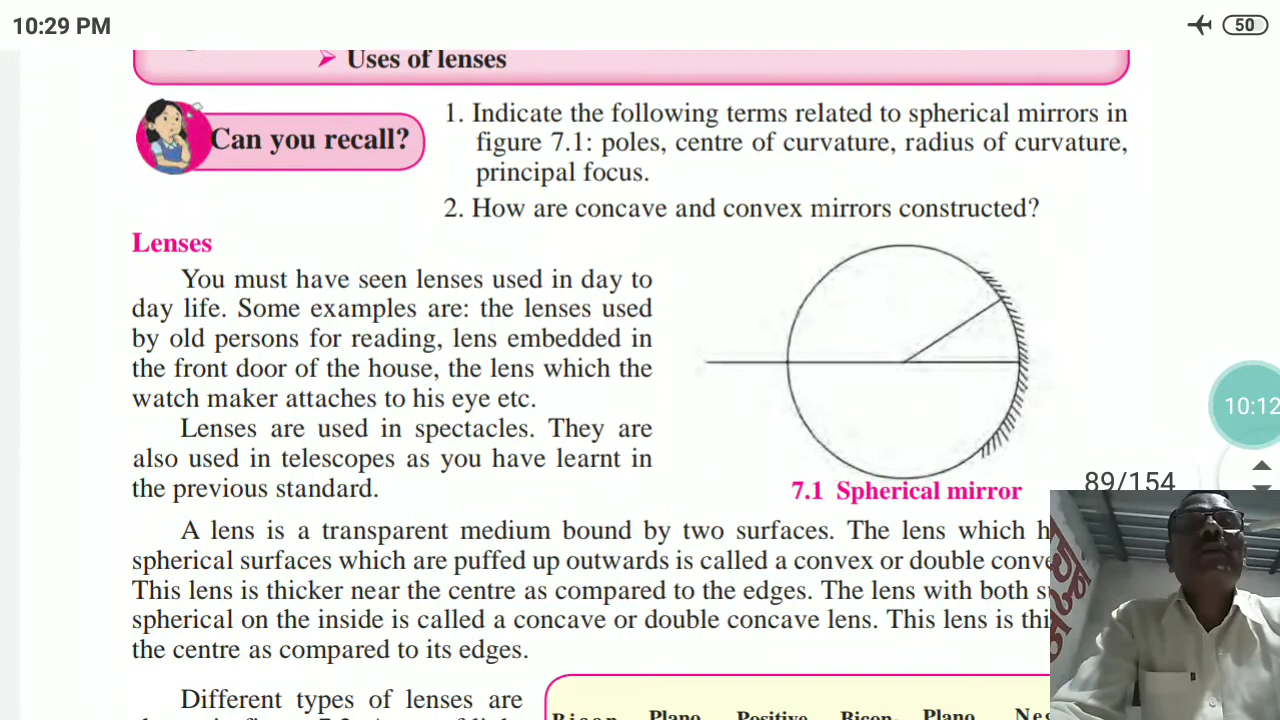 10:29 PM
50
➤ Uses of lenses
Can you recall?
1. Indicate the following terms related to spherical mirrors in
figure 7.1: poles, centre of curvature, radius of curvature,
principal focus.
2. How are concave and convex mirrors constructed?
Lenses
You must have seen lenses used in day to
day life. Some examples are: the lenses used
by old persons for reading, lens embedded in
the front door of the house, the lens which the
watch maker attaches to his eye etc.
Lenses are used in spectacles. They are
also used in telescopes as you have learnt in
the previous standard.
7.1 Spherical mirror
10:12
89/154
A lens is a transparent medium bound by two surfaces. The lens which
spherical surfaces which are puffed up outwards is called a convex or double
This lens is thicker near the centre as compared to the edges. The lens with both
spherical on the inside is called a concave or double concave lens. This lens is
the centre as compared to its edges.
Different types of lenses are
Plano
Positive
Plano